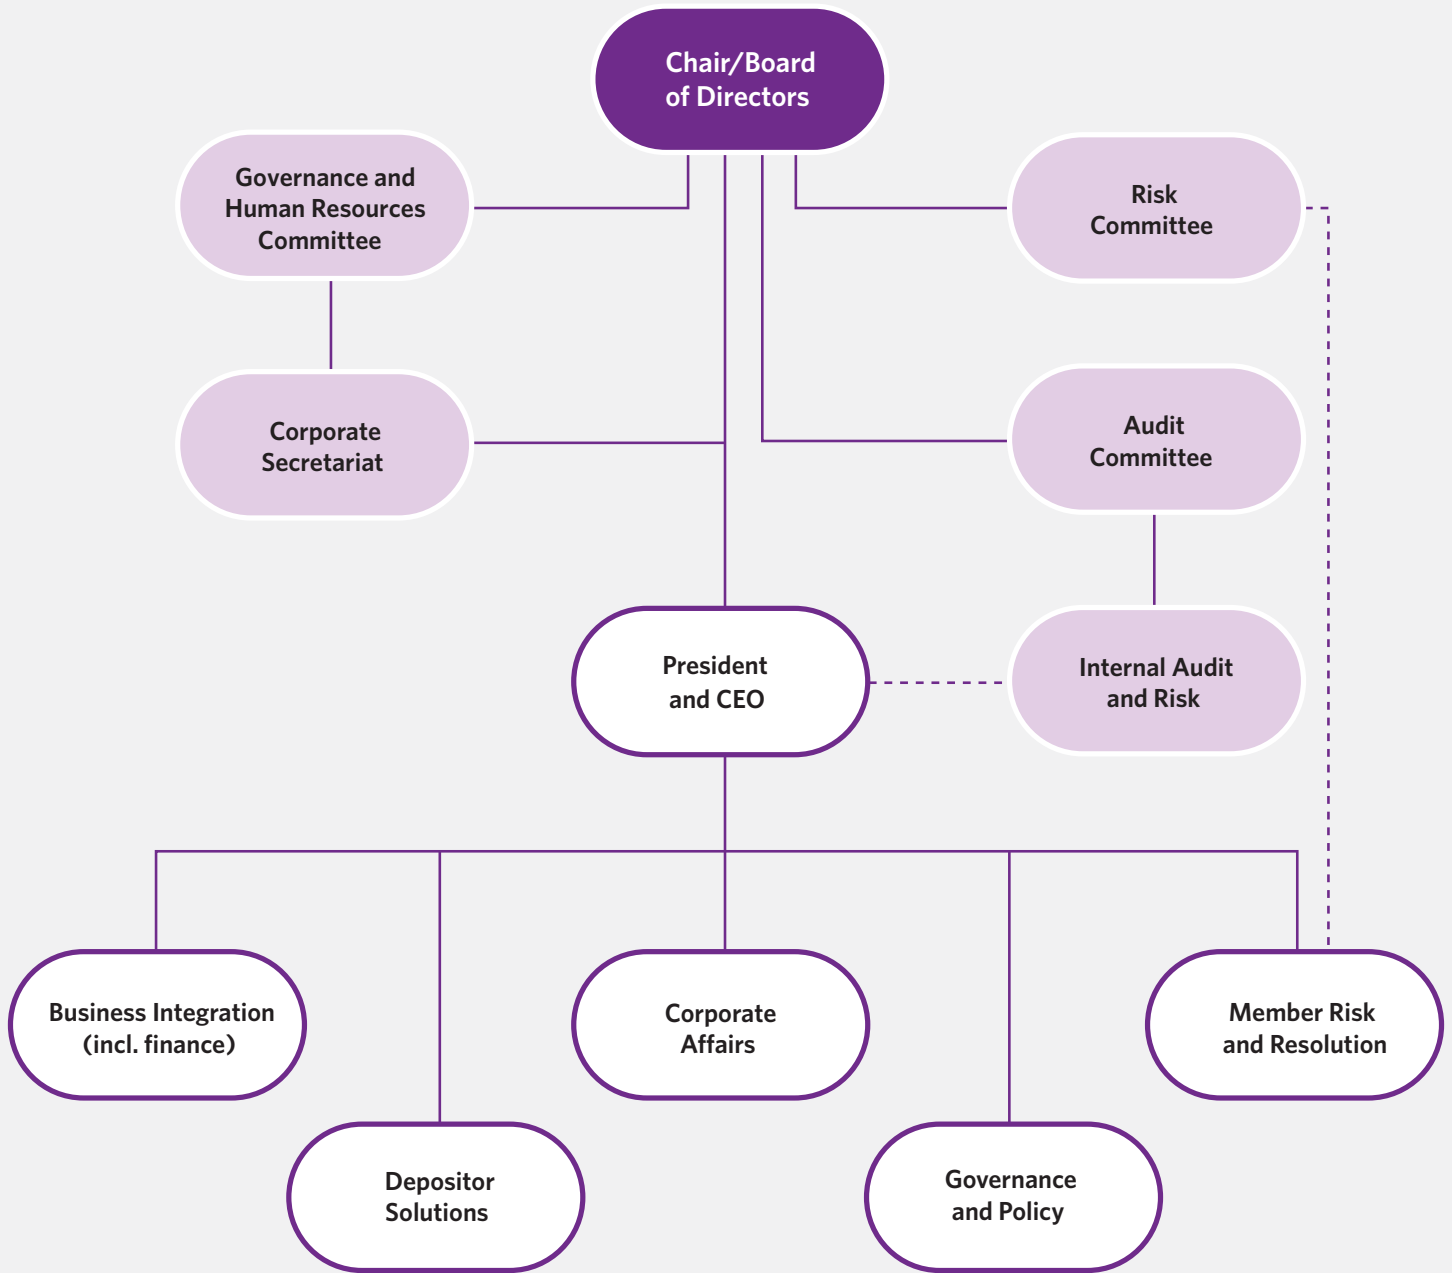 Chair/Board
of Directors
Governance and
Human Resources
Committee
Risk
Committee
Corporate
Secretariat
Audit
Committee
President
and CEO
Internal Audit
and Risk
Business Integration
(incl. finance)
Corporate
Affairs
Member Risk
and Resolution
Depositor
Solutions
Governance
and Policy